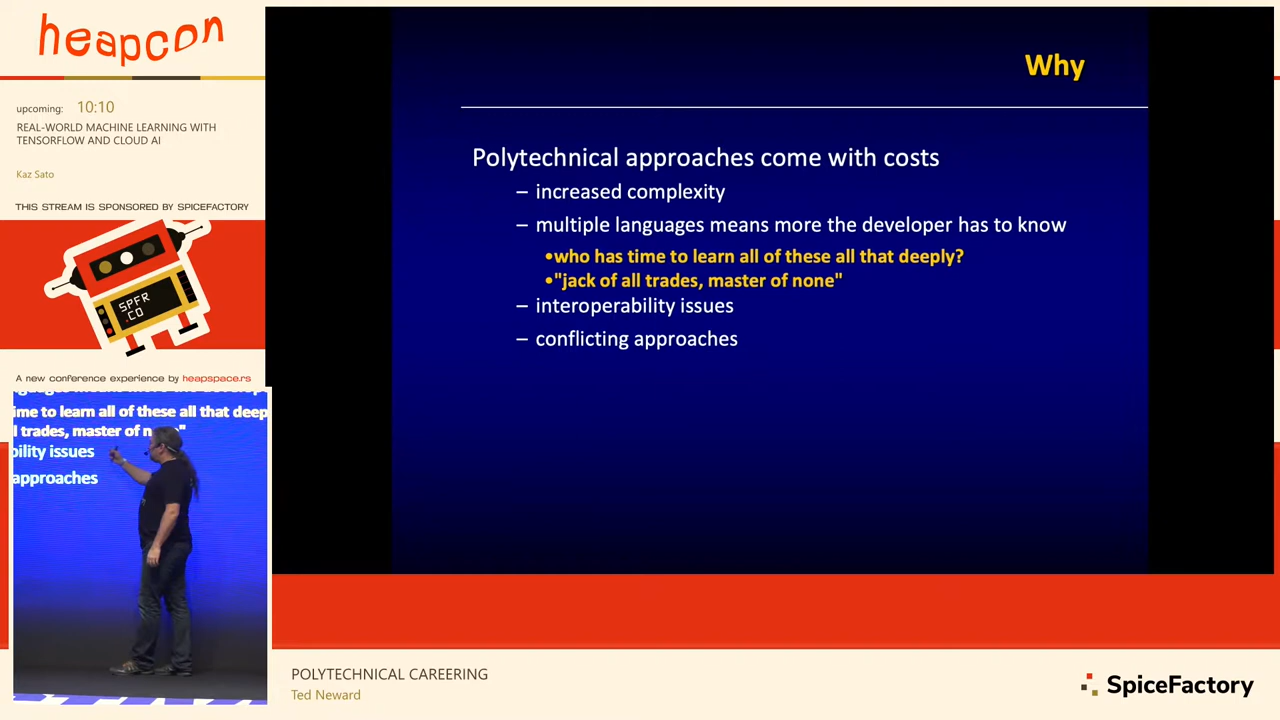 heapcon
upcoming: 10:10
REAL-WORLD MACHINE LEARNING WITH
TENSORFLOW AND CLOUD AI
Kaz Sato
THIS STREAM IS SPONSORED BY SPICEFACTORY
SPFR
.CO
A new conference experience by heapspace.rs
Why
Polytechnical approaches come with costs
– increased complexity
– multiple languages means more the developer has to know
•who has time to learn all of these all that deeply?
•"jack of all trades, master of none"
– interoperability issues
– conflicting approaches
ime to learn all of these all that deep
l trades, master of
bility issues
approaches
POLYTECHNICAL CAREERING
Ted Neward
SpiceFactory